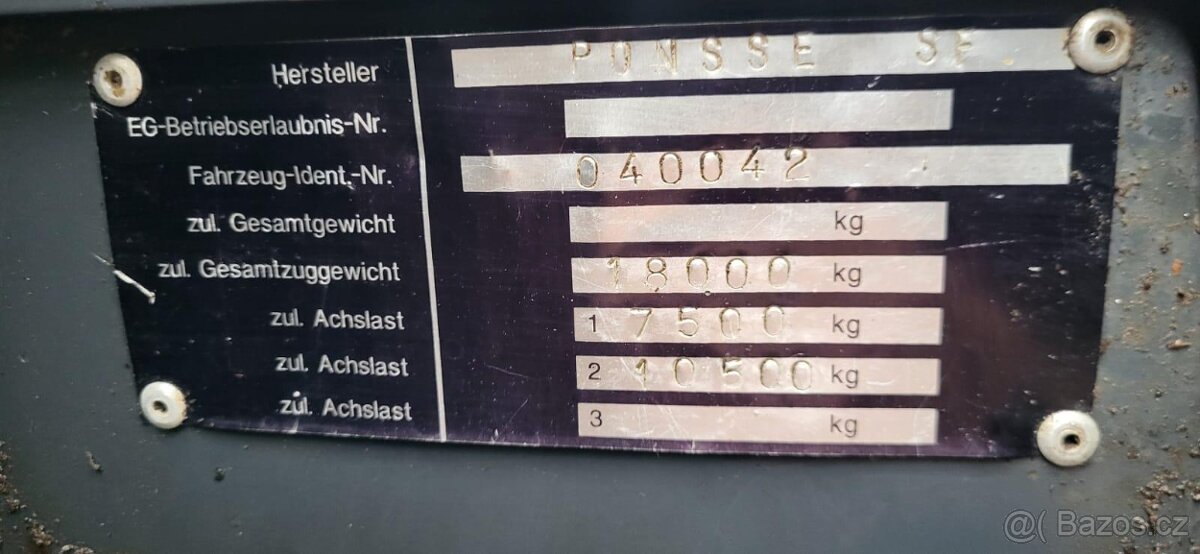 Hersteller PONSSE SF
EG-Betriebserlaubnis-Nr.
Fahrzeug-Ident.-Nr. 040042
zul. Gesamtgewicht kg
zul. Gesamtzuggewicht 18000 kg
zul. Achslast 1 7500 kg
zul. Achslast 2 10500 kg
zul. Achslast 3 kg
@( Bazos.cz